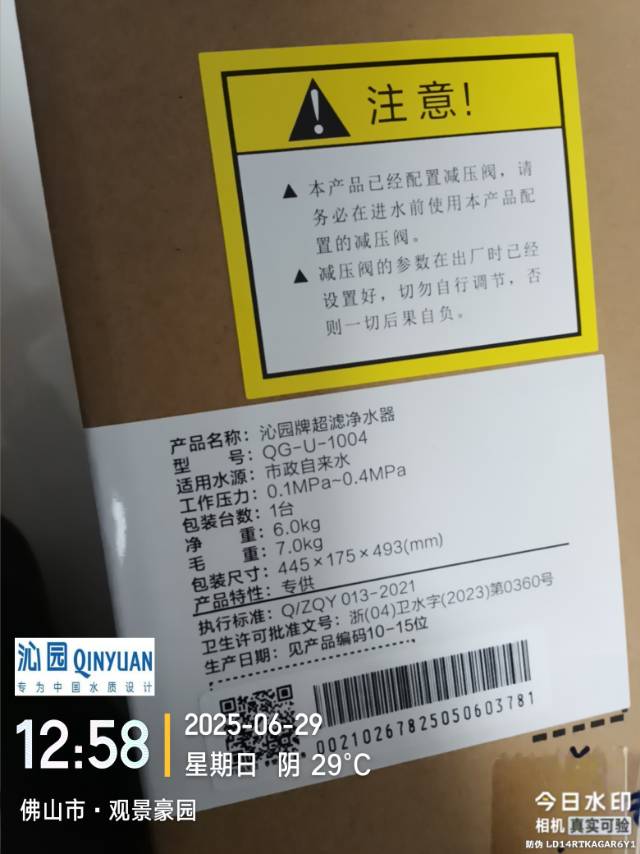 注意!
▲ 本产品已经配置减压阀，请
务必在进水前使用本产品配
置的减压阀。
▲ 减压阀的参数在出厂时已经
设置好，切勿自行调节，否
则一切后果自负。
产品名称：沁园牌超滤净水器
型 号：QG-U-1004
适用水源：市政自来水
工作压力：0.1MPa~0.4MPa
包装台数：1台
净 重：6.0kg
毛 重：7.0kg
包装尺寸：445×175×493(mm)
产品特性：专供
执行标准：Q/ZQY 013-2021
卫生许可批准文号：浙(04)卫水字(2023)第0360号
生产日期：见产品编码10-15位
00210267825050603781
沁园 QINYUAN
专为中国水质设计
12:58
2025-06-29
星期日 阴 29°C
佛山市·观景豪园
今日水印
相机 真实可验
防伪 LD14RTKAGAR6Y1